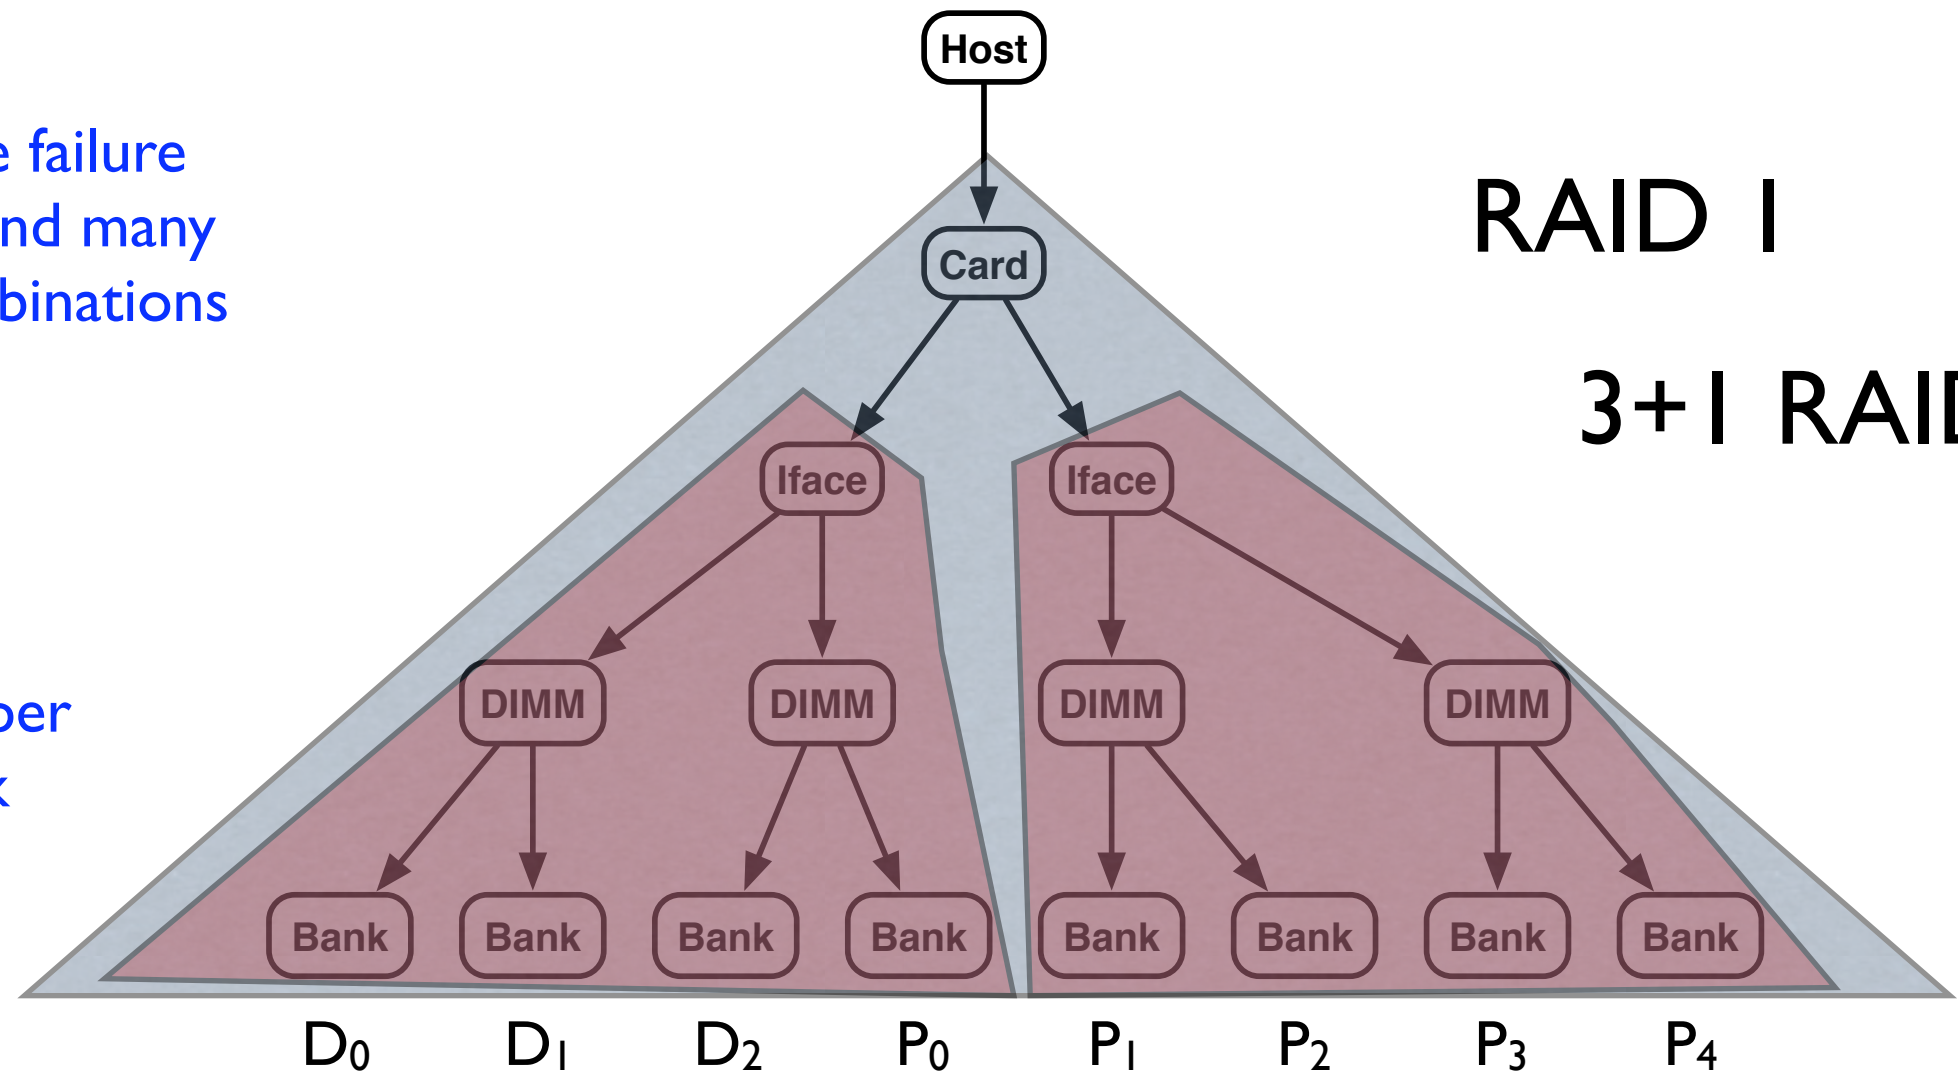 Host
e failure
nd many
binations
RAID 1
Card
3+1 RAID
Iface Iface
per
DIMM DIMM DIMM DIMM
k
Bank Bank Bank Bank Bank Bank Bank Bank
D0 D1 D2 P0 P1 P2 P3 P4